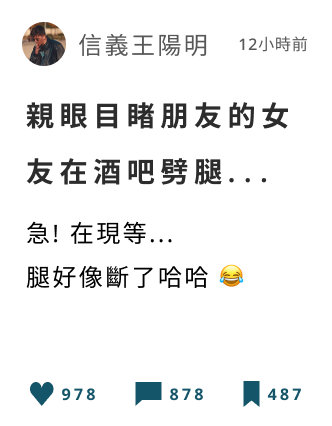 信義王陽明 12小時前
親眼目睹朋友的女
友在酒吧劈腿...
急! 在現等...
腿好像斷了哈哈 😂
978 878 487